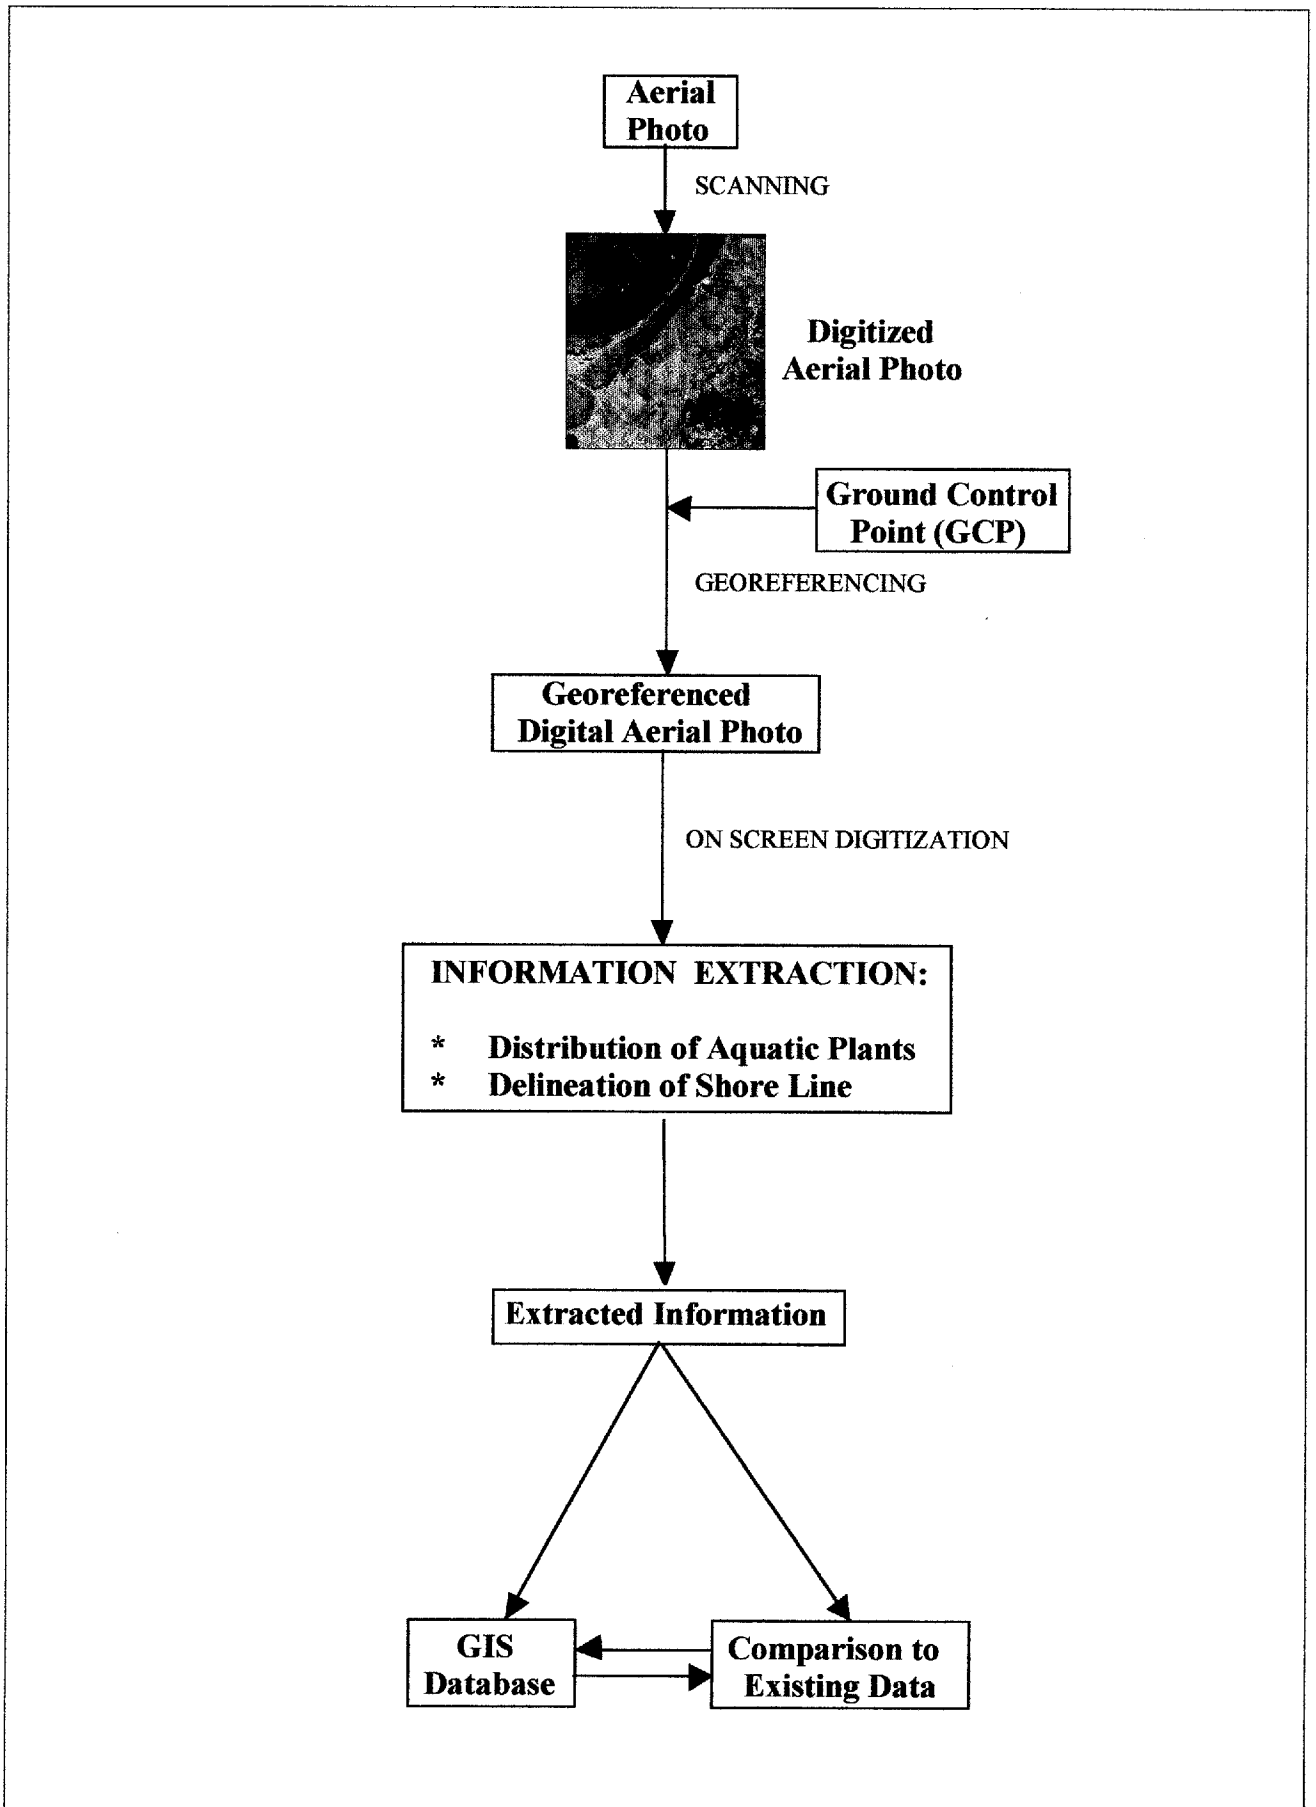 Aerial
Photo
SCANNING
Digitized
Aerial Photo
Ground Control
Point (GCP)
GEOREFERENCING
Georeferenced
Digital Aerial Photo
ON SCREEN DIGITIZATION
INFORMATION EXTRACTION:
* Distribution of Aquatic Plants
* Delineation of Shore Line
Extracted Information
GIS
Database
Comparison to
Existing Data